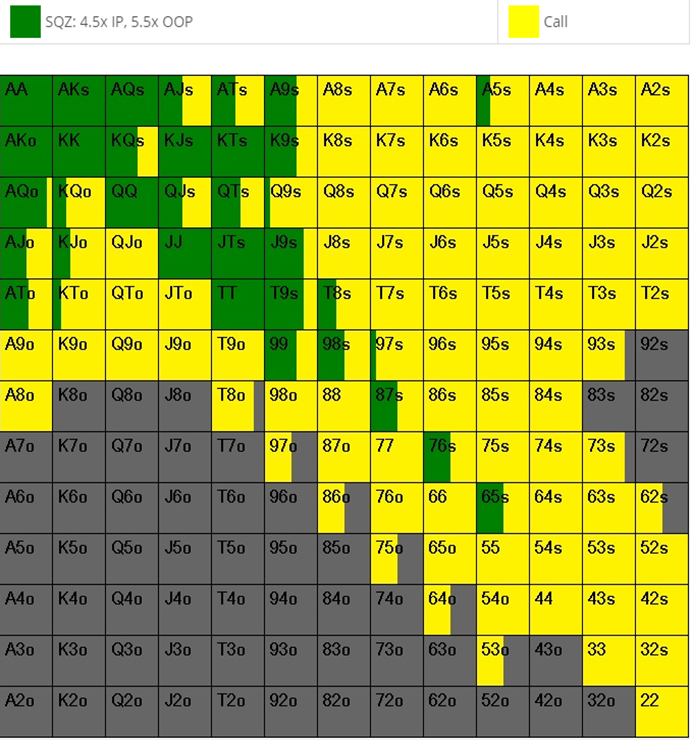 SQZ: 4.5x IP, 5.5x OOP Call
AA AKs AQs AJs ATs A9s A8s A7s A6s A5s A4s A3s A2s
AKo KK KQs KJs KTs K9s K8s K7s K6s K5s K4s K3s K2s
AQo KQo QQ QJs QTs Q9s Q8s Q7s Q6s Q5s Q4s Q3s Q2s
AJo KJo QJo JJ JTs J9s J8s J7s J6s J5s J4s J3s J2s
ATo KTo QTo JTo TT T9s T8s T7s T6s T5s T4s T3s T2s
A9o K9o Q9o J9o T9o 99 98s 97s 96s 95s 94s 93s 92s
A8o K8o Q8o J8o T8o 98o 88 87s 86s 85s 84s 83s 82s
A7o K7o Q7o J7o T7o 97o 87o 77 76s 75s 74s 73s 72s
A6o K6o Q6o J6o T6o 96o 86o 76o 66 65s 64s 63s 62s
A5o K5o Q5o J5o T5o 95o 85o 75o 65o 55 54s 53s 52s
A4o K4o Q4o J4o T4o 94o 84o 74o 64o 54o 44 43s 42s
A3o K3o Q3o J3o T3o 93o 83o 73o 63o 53o 43o 33 32s
A2o K2o Q2o J2o T2o 92o 82o 72o 62o 52o 42o 32o 22